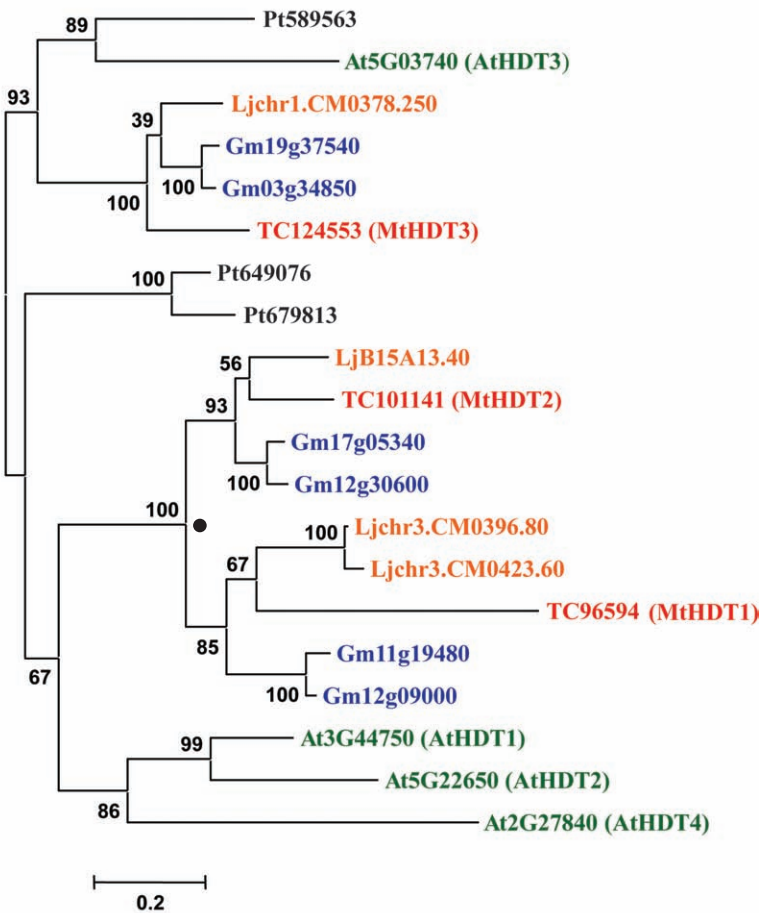 89
Pt589563
At5G03740 (AtHDT3)
93
Ljchr1.CM0378.250
39
Gm19g37540
100
Gm03g34850
100
TC124553 (MtHDT3)
100
Pt649076
Pt679813
LjB15A13.40
56
TC101141 (MtHDT2)
93
Gm17g05340
100
Gm12g30600
100
100
Ljchr3.CM0396.80
67
Ljchr3.CM0423.60
TC96594 (MtHDT1)
85
Gm11g19480
67
100
Gm12g09000
99
At3G44750 (AtHDT1)
At5G22650 (AtHDT2)
86
At2G27840 (AtHDT4)
0.2